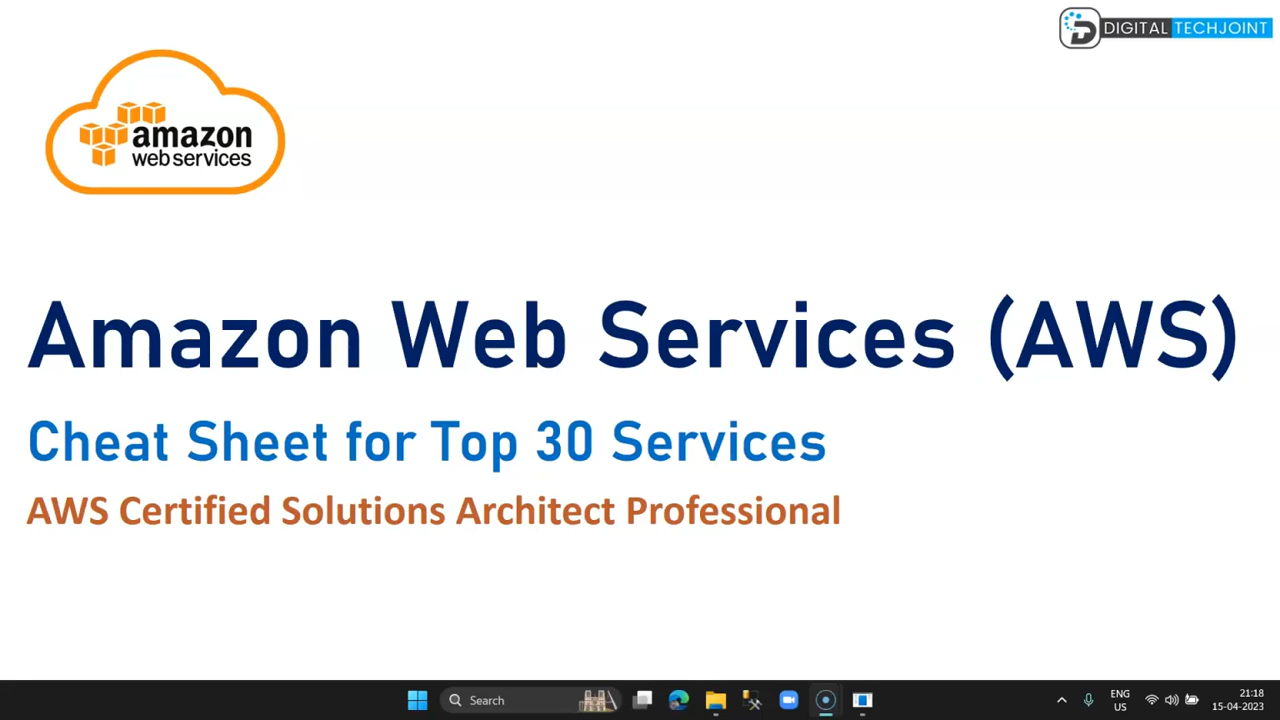 DIGITAL TECHJOINT
amazon
web services
Amazon Web Services (AWS)
Cheat Sheet for Top 30 Services
AWS Certified Solutions Architect Professional
Search
ENG
US
21:18
15-04-2023